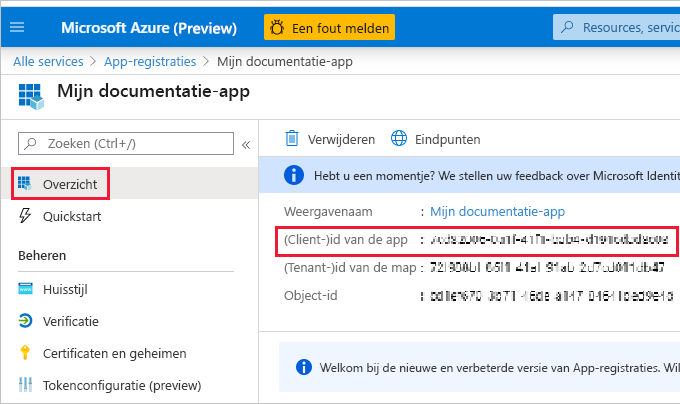 Microsoft Azure (Preview)
Een fout melden
Resources, servic
Alle services > App-registraties > Mijn documentatie-app
Mijn documentatie-app
Zoeken (Ctrl+/)
«
Verwijderen
Eindpunten
Overzicht
Quickstart
Beheren
Huisstijl
Verificatie
Certificaten en geheimen
Tokenconfiguratie (preview)
Hebt u een momentje? We stellen uw feedback over Microsoft Identit
Weergavenaam : Mijn documentatie-app
(Client-)id van de app :
(Tenant-)id van de map :
Object-id :
Welkom bij de nieuwe en verbeterde versie van App-registraties. Wil